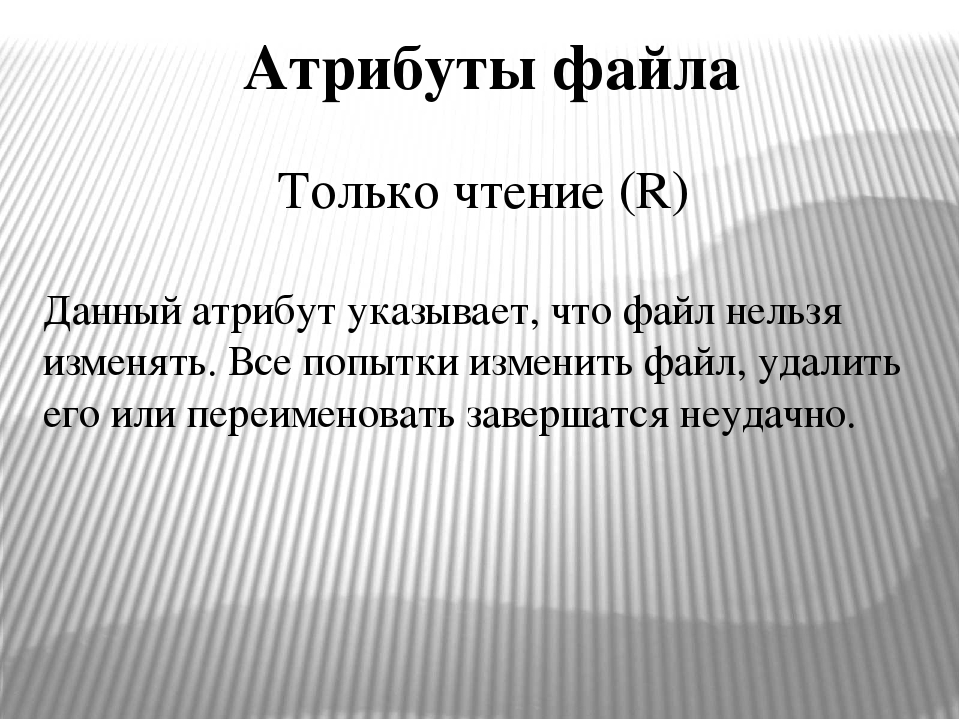 Атрибуты файла
Только чтение (R)
Данный атрибут указывает, что файл нельзя
изменять. Все попытки изменить файл, удалить
его или переименовать завершатся неудачно.